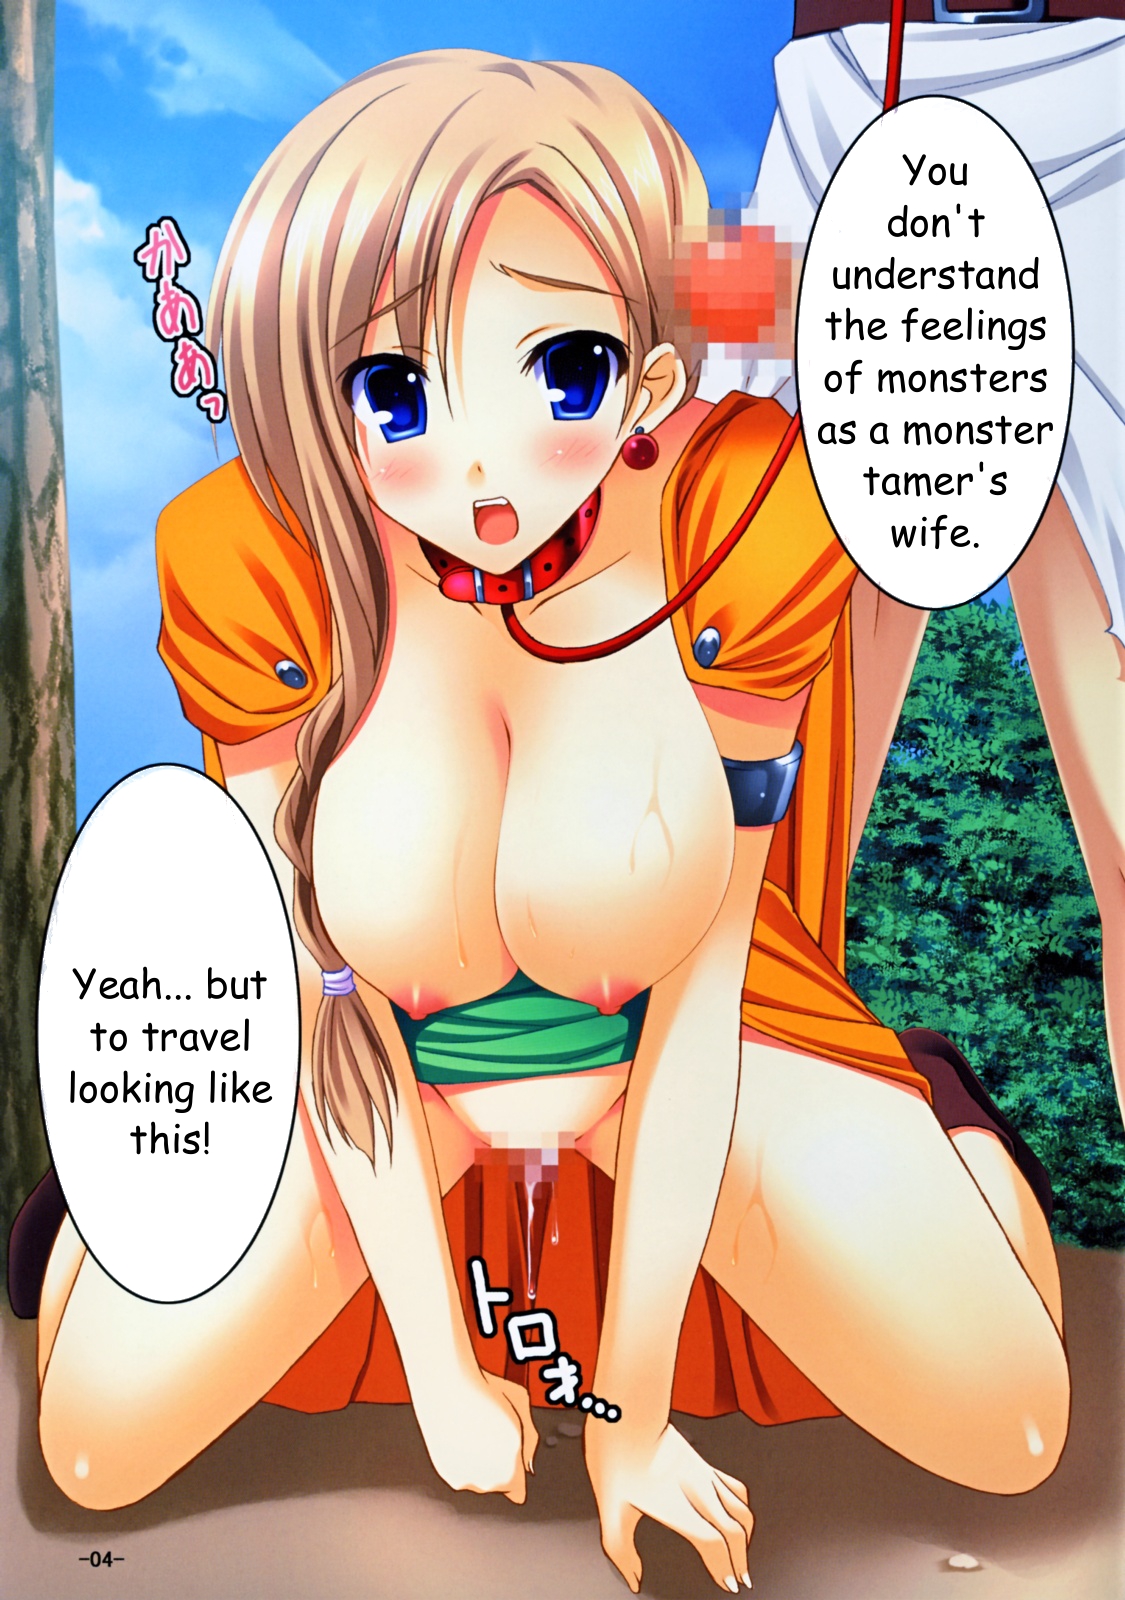 You
don't
understand
the feelings
of monsters
as a monster
tamer's
wife.
かああっ
Yeah... but
to travel
looking like
this!
トロォ...
-04-